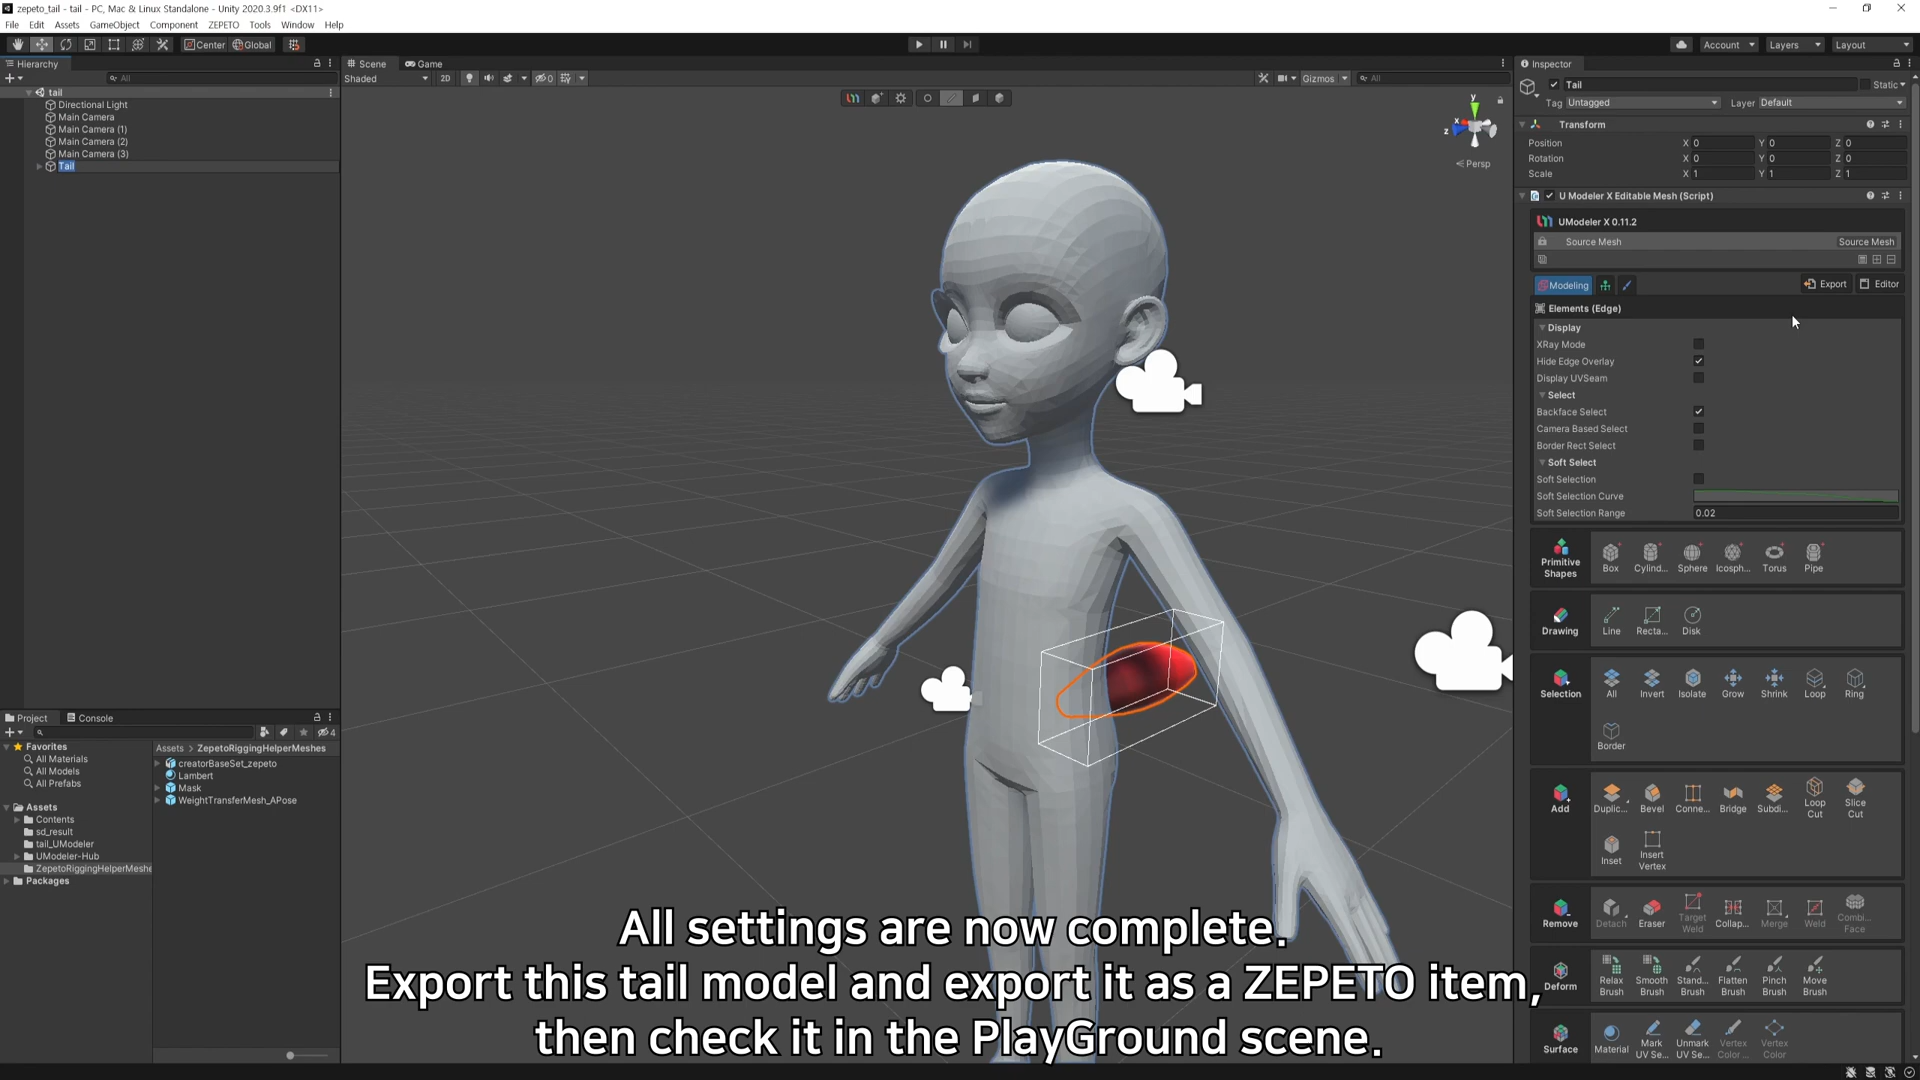 zepeto_tail - tail - PC, Mac & Linux Standalone - Unity 2020.3.9f1 <DX11>
File Edit Assets GameObject Component ZEPETO Tools Window Help
Center Global
Account Layers Layout
Hierarchy
All
tail
Directional Light
Main Camera
Main Camera (1)
Main Camera (2)
Main Camera (3)
Tail
Scene Game
Shaded 2D 0 Gizmos All
y
x
z
Persp
Inspector
Tail Static
Tag Untagged Layer Default
Transform
Position X 0 Y 0 Z 0
Rotation X 0 Y 0 Z 0
Scale X 1 Y 1 Z 1
U Modeler X Editable Mesh (Script)
UModeler X 0.11.2
Source Mesh Source Mesh
Modeling Export Editor
Elements (Edge)
Display
XRay Mode
Hide Edge Overlay
Display UVSeam
Select
Backface Select
Camera Based Select
Border Rect Select
Soft Select
Soft Selection
Soft Selection Curve
Soft Selection Range 0.02
Primitive Shapes Box Cylind... Sphere Icosph... Torus Pipe
Drawing Line Recta... Disk
Selection All Invert Isolate Grow Shrink Loop Ring
Border
Add Duplic... Bevel Conne... Bridge Subdi... Loop Cut Slice Cut
Inset Insert Vertex
Remove Detach Eraser Target Weld Collap... Merge Weld Combi... Face
Deform Relax Brush Smooth Brush Stand... Brush Flatten Brush Pinch Brush Move Brush
Surface Material Mark UV Se... Unmark UV Se... Vertex Color ... Vertex Color
Project Console
4
Favorites
All Materials
All Models
All Prefabs
Assets
Contents
sd_result
tail_UModeler
UModeler-Hub
ZepetoRiggingHelperMeshe
Packages
Assets > ZepetoRiggingHelperMeshes
creatorBaseSet_zepeto
Lambert
Mask
WeightTransferMesh_APose
All settings are now complete.
Export this tail model and export it as a ZEPETO item,
then check it in the PlayGround scene.